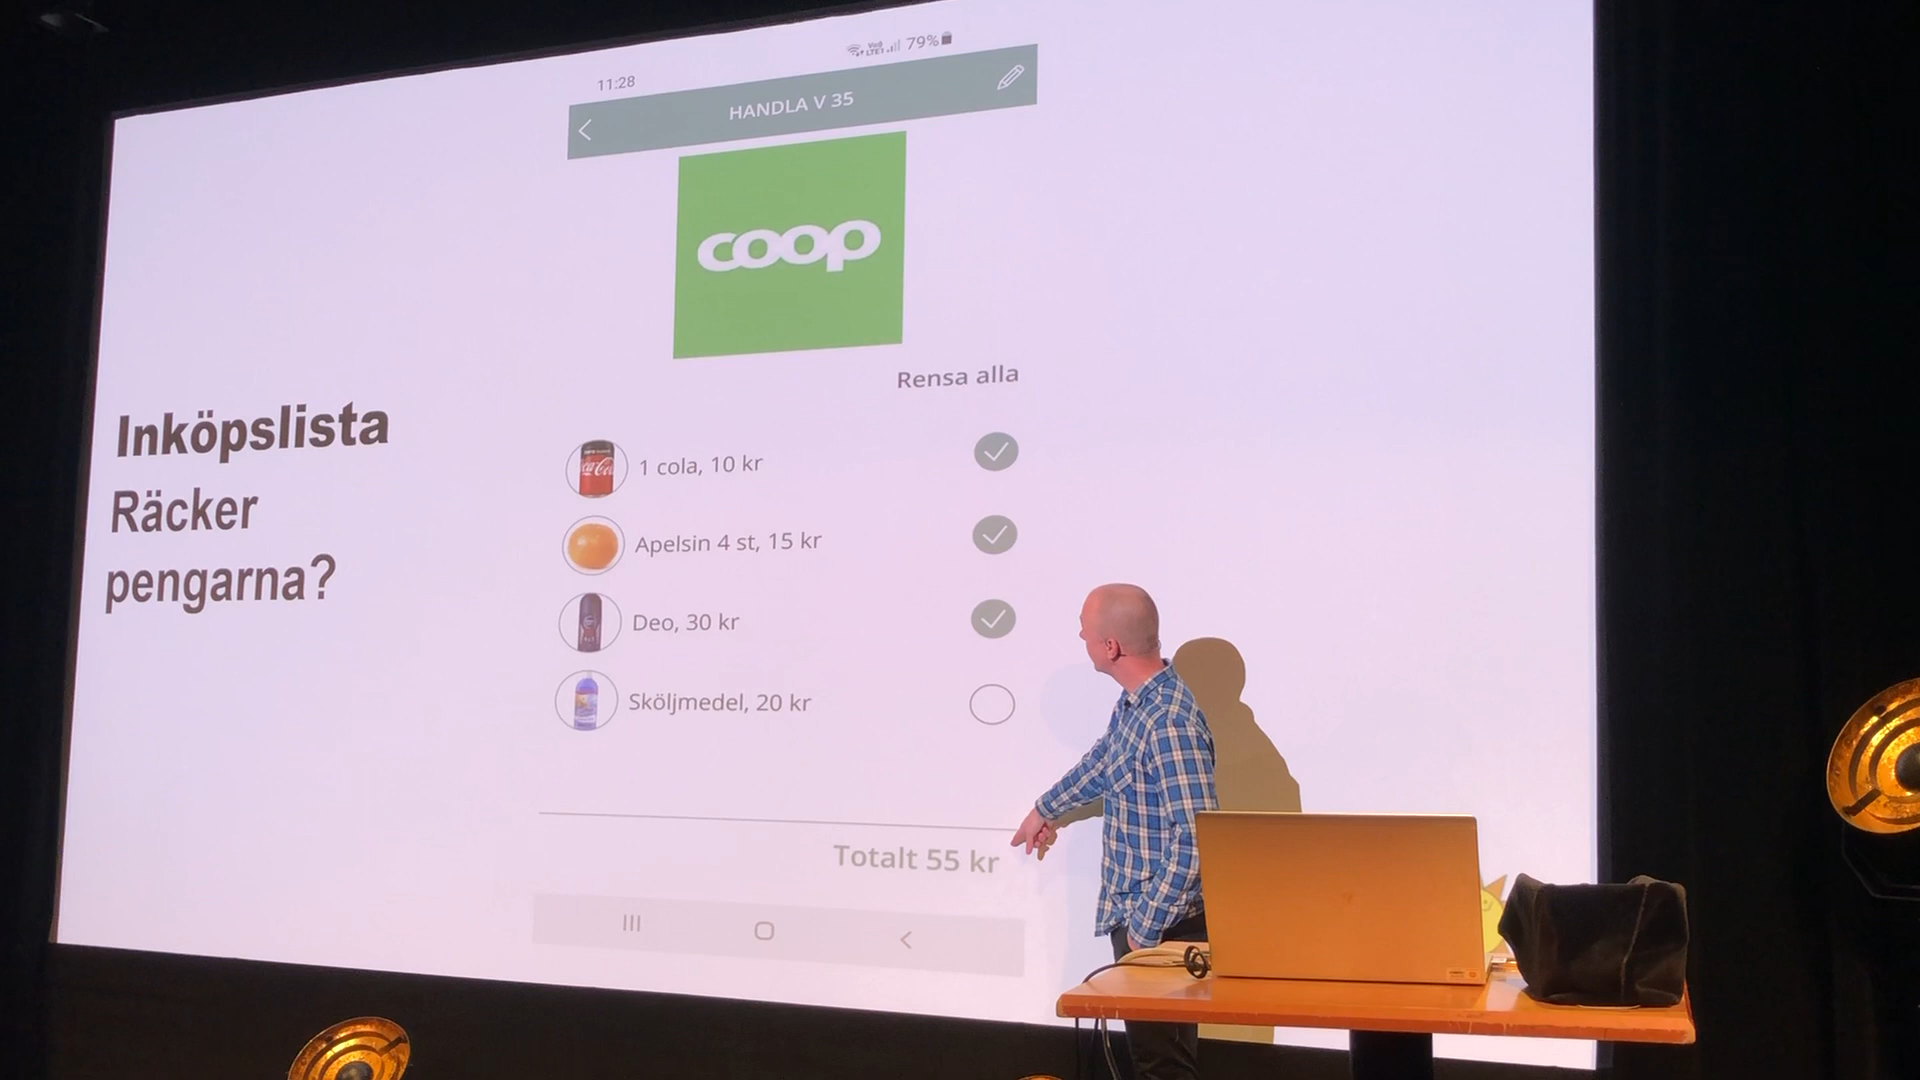 11:28
79%
HANDLA V 35
coop
Rensa alla
Inköpslista
Räcker
pengarna?
1 cola, 10 kr
Apelsin 4 st, 15 kr
Deo, 30 kr
Sköljmedel, 20 kr
Totalt 55 kr